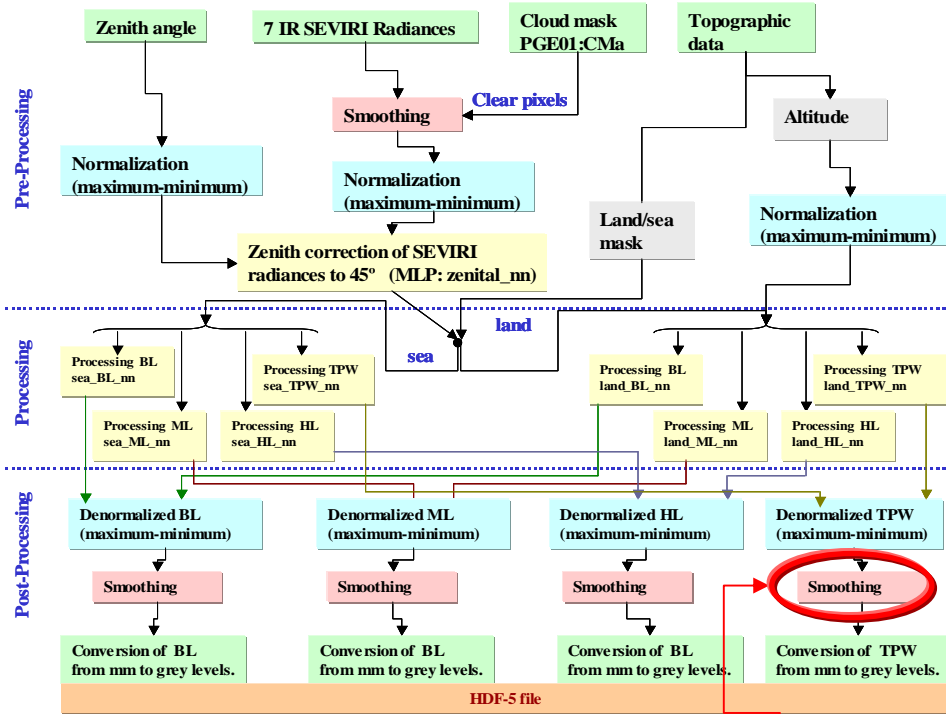 Zenith angle
7 IR SEVIRI Radiances
Cloud mask
PGE01:CMa
Topographic
data
Pre-Processing
Clear pixels
Smoothing
Altitude
Normalization
(maximum-minimum)
Normalization
(maximum-minimum)
Land/sea
mask
Normalization
(maximum-minimum)
Zenith correction of SEVIRI
radiances to 45º (MLP: zenital_nn)
land
sea
Processing
Processing BL
sea_BL_nn
Processing TPW
sea_TPW_nn
Processing BL
land_BL_nn
Processing TPW
land_TPW_nn
Processing ML
sea_ML_nn
Processing HL
sea_HL_nn
Processing ML
land_ML_nn
Processing HL
land_HL_nn
Post-Processing
Denormalized BL
(maximum-minimum)
Denormalized ML
(maximum-minimum)
Denormalized HL
(maximum-minimum)
Denormalized TPW
(maximum-minimum)
Smoothing
Smoothing
Smoothing
Smoothing
Conversion of BL
from mm to grey levels.
Conversion of BL
from mm to grey levels.
Conversion of BL
from mm to grey levels.
Conversion of TPW
from mm to grey levels.
HDF-5 file